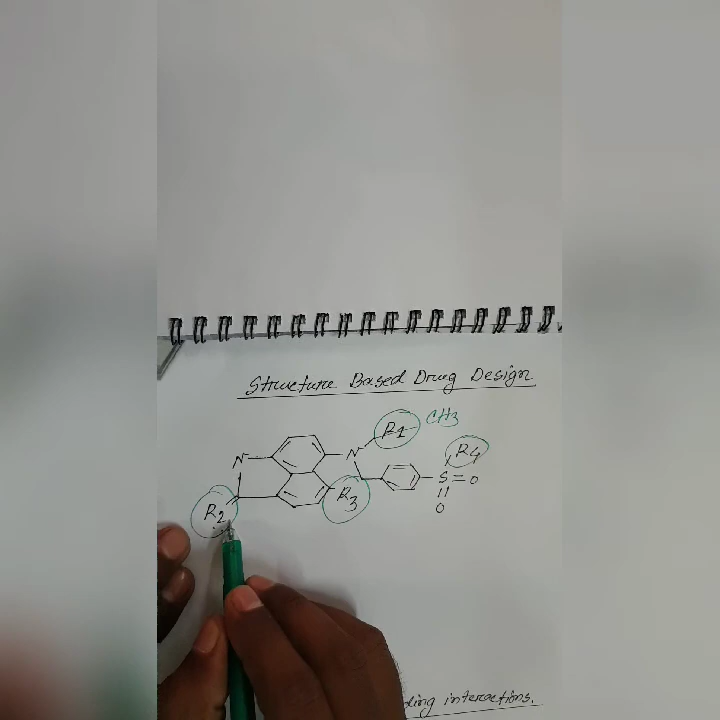 Structure Based Drug Design
R1 CH3
N N R4
S = O
R2 R3
O
ding interactions.